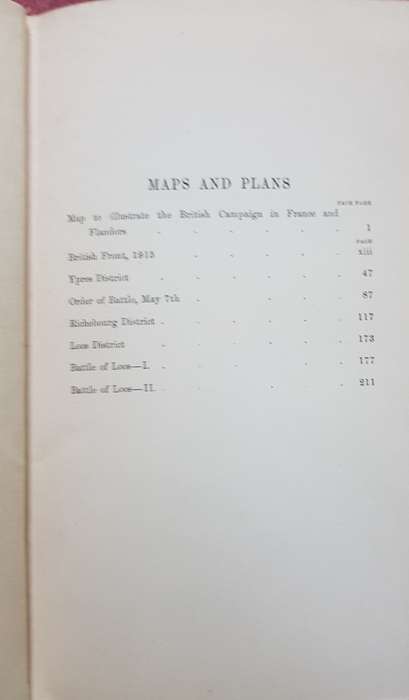 MAPS AND PLANS
FACE PAGE
Map to illustrate the British Campaign in France and
Flanders . . . . . . 1
PAGE
British Front, 1915 . . . . . xiii
Ypres District . . . . . . 47
Order of Battle, May 7th . . . . 87
Richebourg District . . . . . . 117
Loos District . . . . . 173
Battle of Loos—I. . . . . . 177
Battle of Loos—II. . . . . 211